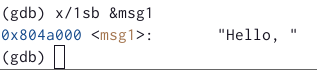 (gdb) x/1sb &msg1
0x804a000 <msg1>:        "Hello, "
(gdb)